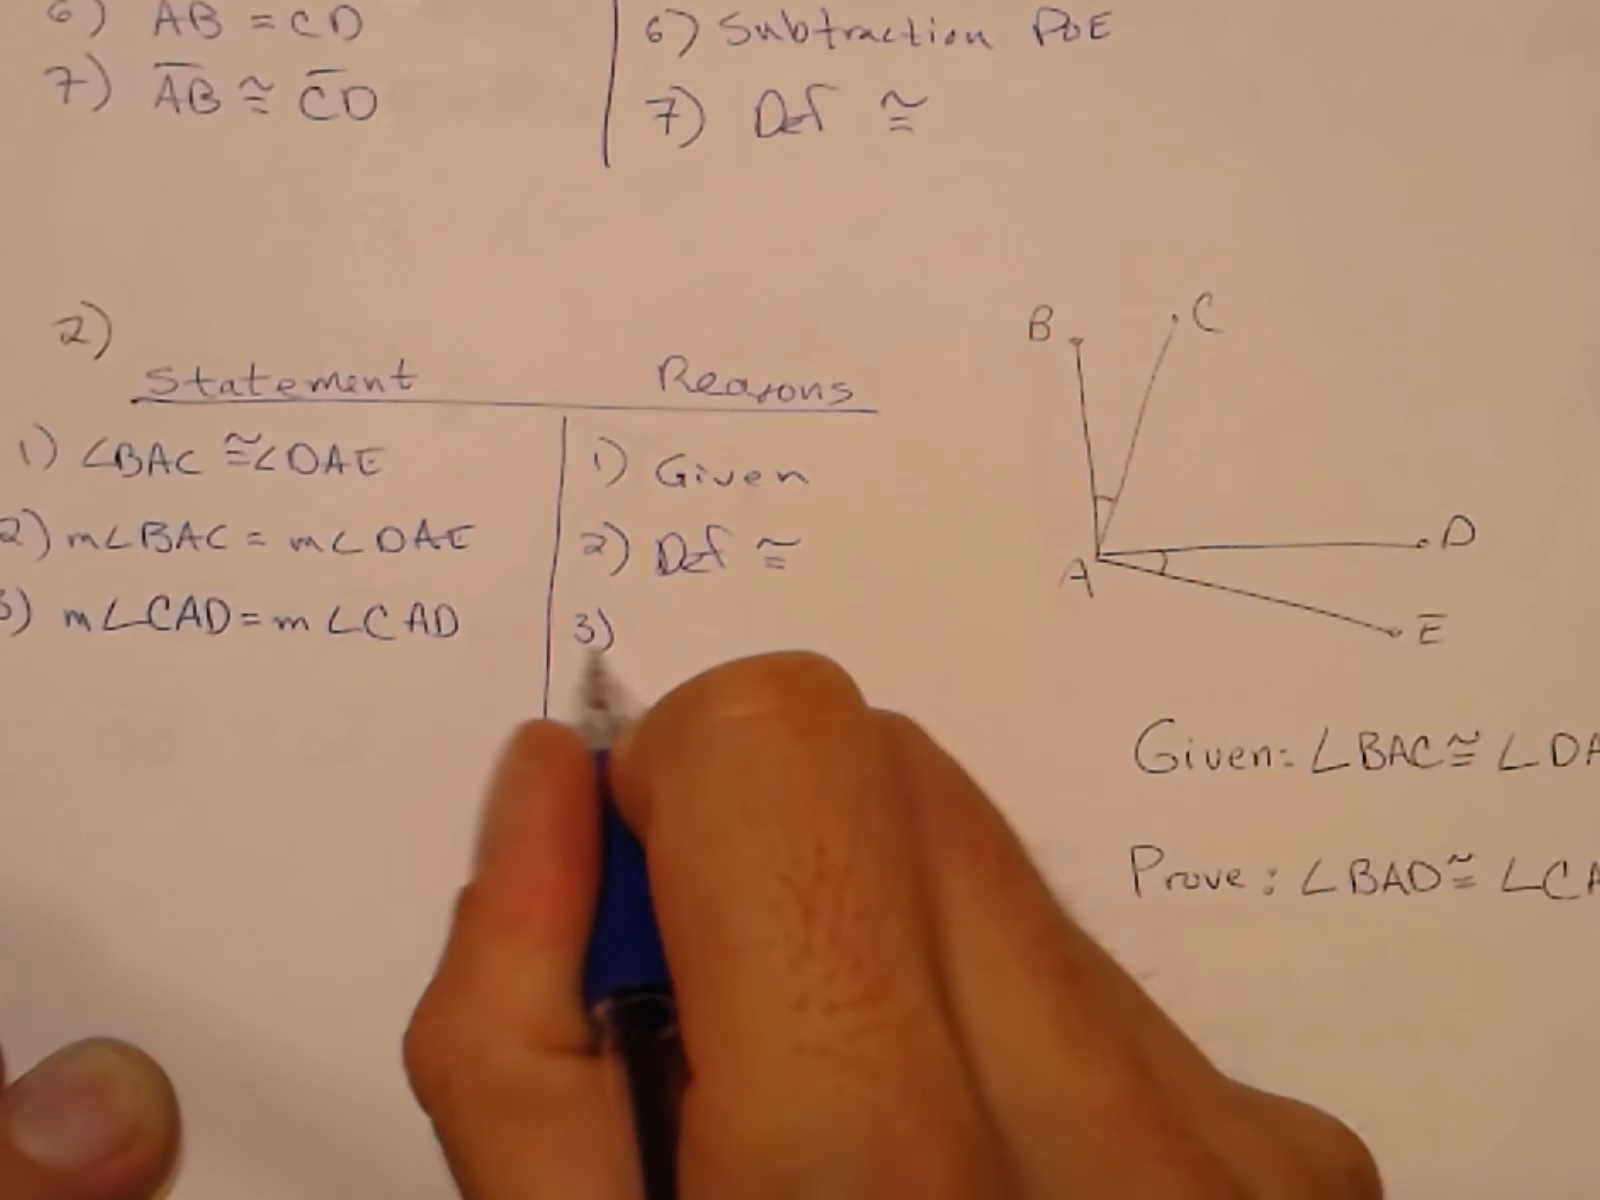 6) AB = CD
6) Subtraction PoE
7) AB ≅ CD
7) Def ≅
2)
Statement
Reasons
1) ∠BAC ≅ ∠DAE
1) Given
2) m∠BAC = m∠DAE
2) Def ≅
3) m∠CAD = m∠CAD
3)
B
C
D
A
E
Given: ∠BAC ≅ ∠DA
Prove: ∠BAD ≅ ∠CA